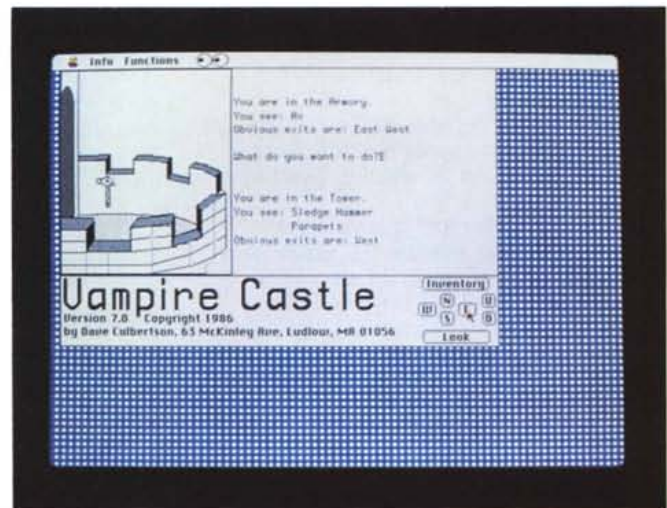 Info Functions
You are in the Armory.
You see: Ax
Obvious exits are: East West
What do you want to do?E
You are in the Tower.
You see: Sledge Hammer
Parapets
Obvious exits are: West
Vampire Castle
Version 7.0 Copyright 1986
by Dave Culbertson, 63 McKinley Ave, Ludlow, MA 01056
Inventory
N U
W E
S D
Look